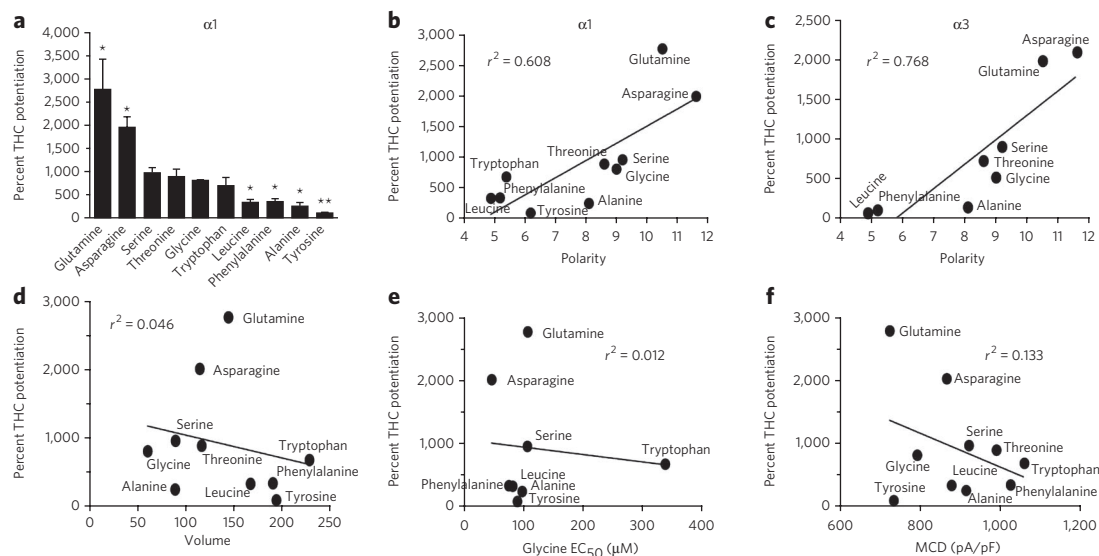 a
α1
Percent THC potentiation
4,000
3,500
3,000
2,500
2,000
1,500
1,000
500
0
*
*
*
*
*
**
Glutamine
Asparagine
Serine
Threonine
Glycine
Tryptophan
Leucine
Phenylalanine
Alanine
Tyrosine
b
α1
Percent THC potentiation
3,000
2,500
2,000
1,500
1,000
500
0
r² = 0.608
Glutamine
Asparagine
Threonine
Serine
Tryptophan
Glycine
Phenylalanine
Leucine
Tyrosine
Alanine
4 5 6 7 8 9 10 11 12
Polarity
c
α3
Percent THC potentiation
2,500
2,000
1,500
1,000
500
0
Asparagine
r² = 0.768
Glutamine
Serine
Threonine
Glycine
Leucine
Phenylalanine
Alanine
4 5 6 7 8 9 10 11 12
Polarity
d
Percent THC potentiation
3,000
2,000
1,000
0
r² = 0.046
Glutamine
Asparagine
Serine
Tryptophan
Glycine
Threonine
Phenylalanine
Alanine
Leucine
Tyrosine
0 50 100 150 200 250
Volume
e
Percent THC potentiation
3,000
2,000
1,000
0
Glutamine
r² = 0.012
Asparagine
Serine
Tryptophan
Leucine
Phenylalanine
Alanine
Tyrosine
0 100 200 300 400
Glycine EC50 (μM)
f
Percent THC potentiation
3,000
2,000
1,000
0
Glutamine
r² = 0.133
Asparagine
Serine
Threonine
Glycine
Leucine
Tryptophan
Tyrosine
Alanine
Phenylalanine
600 800 1,000 1,200
MCD (pA/pF)